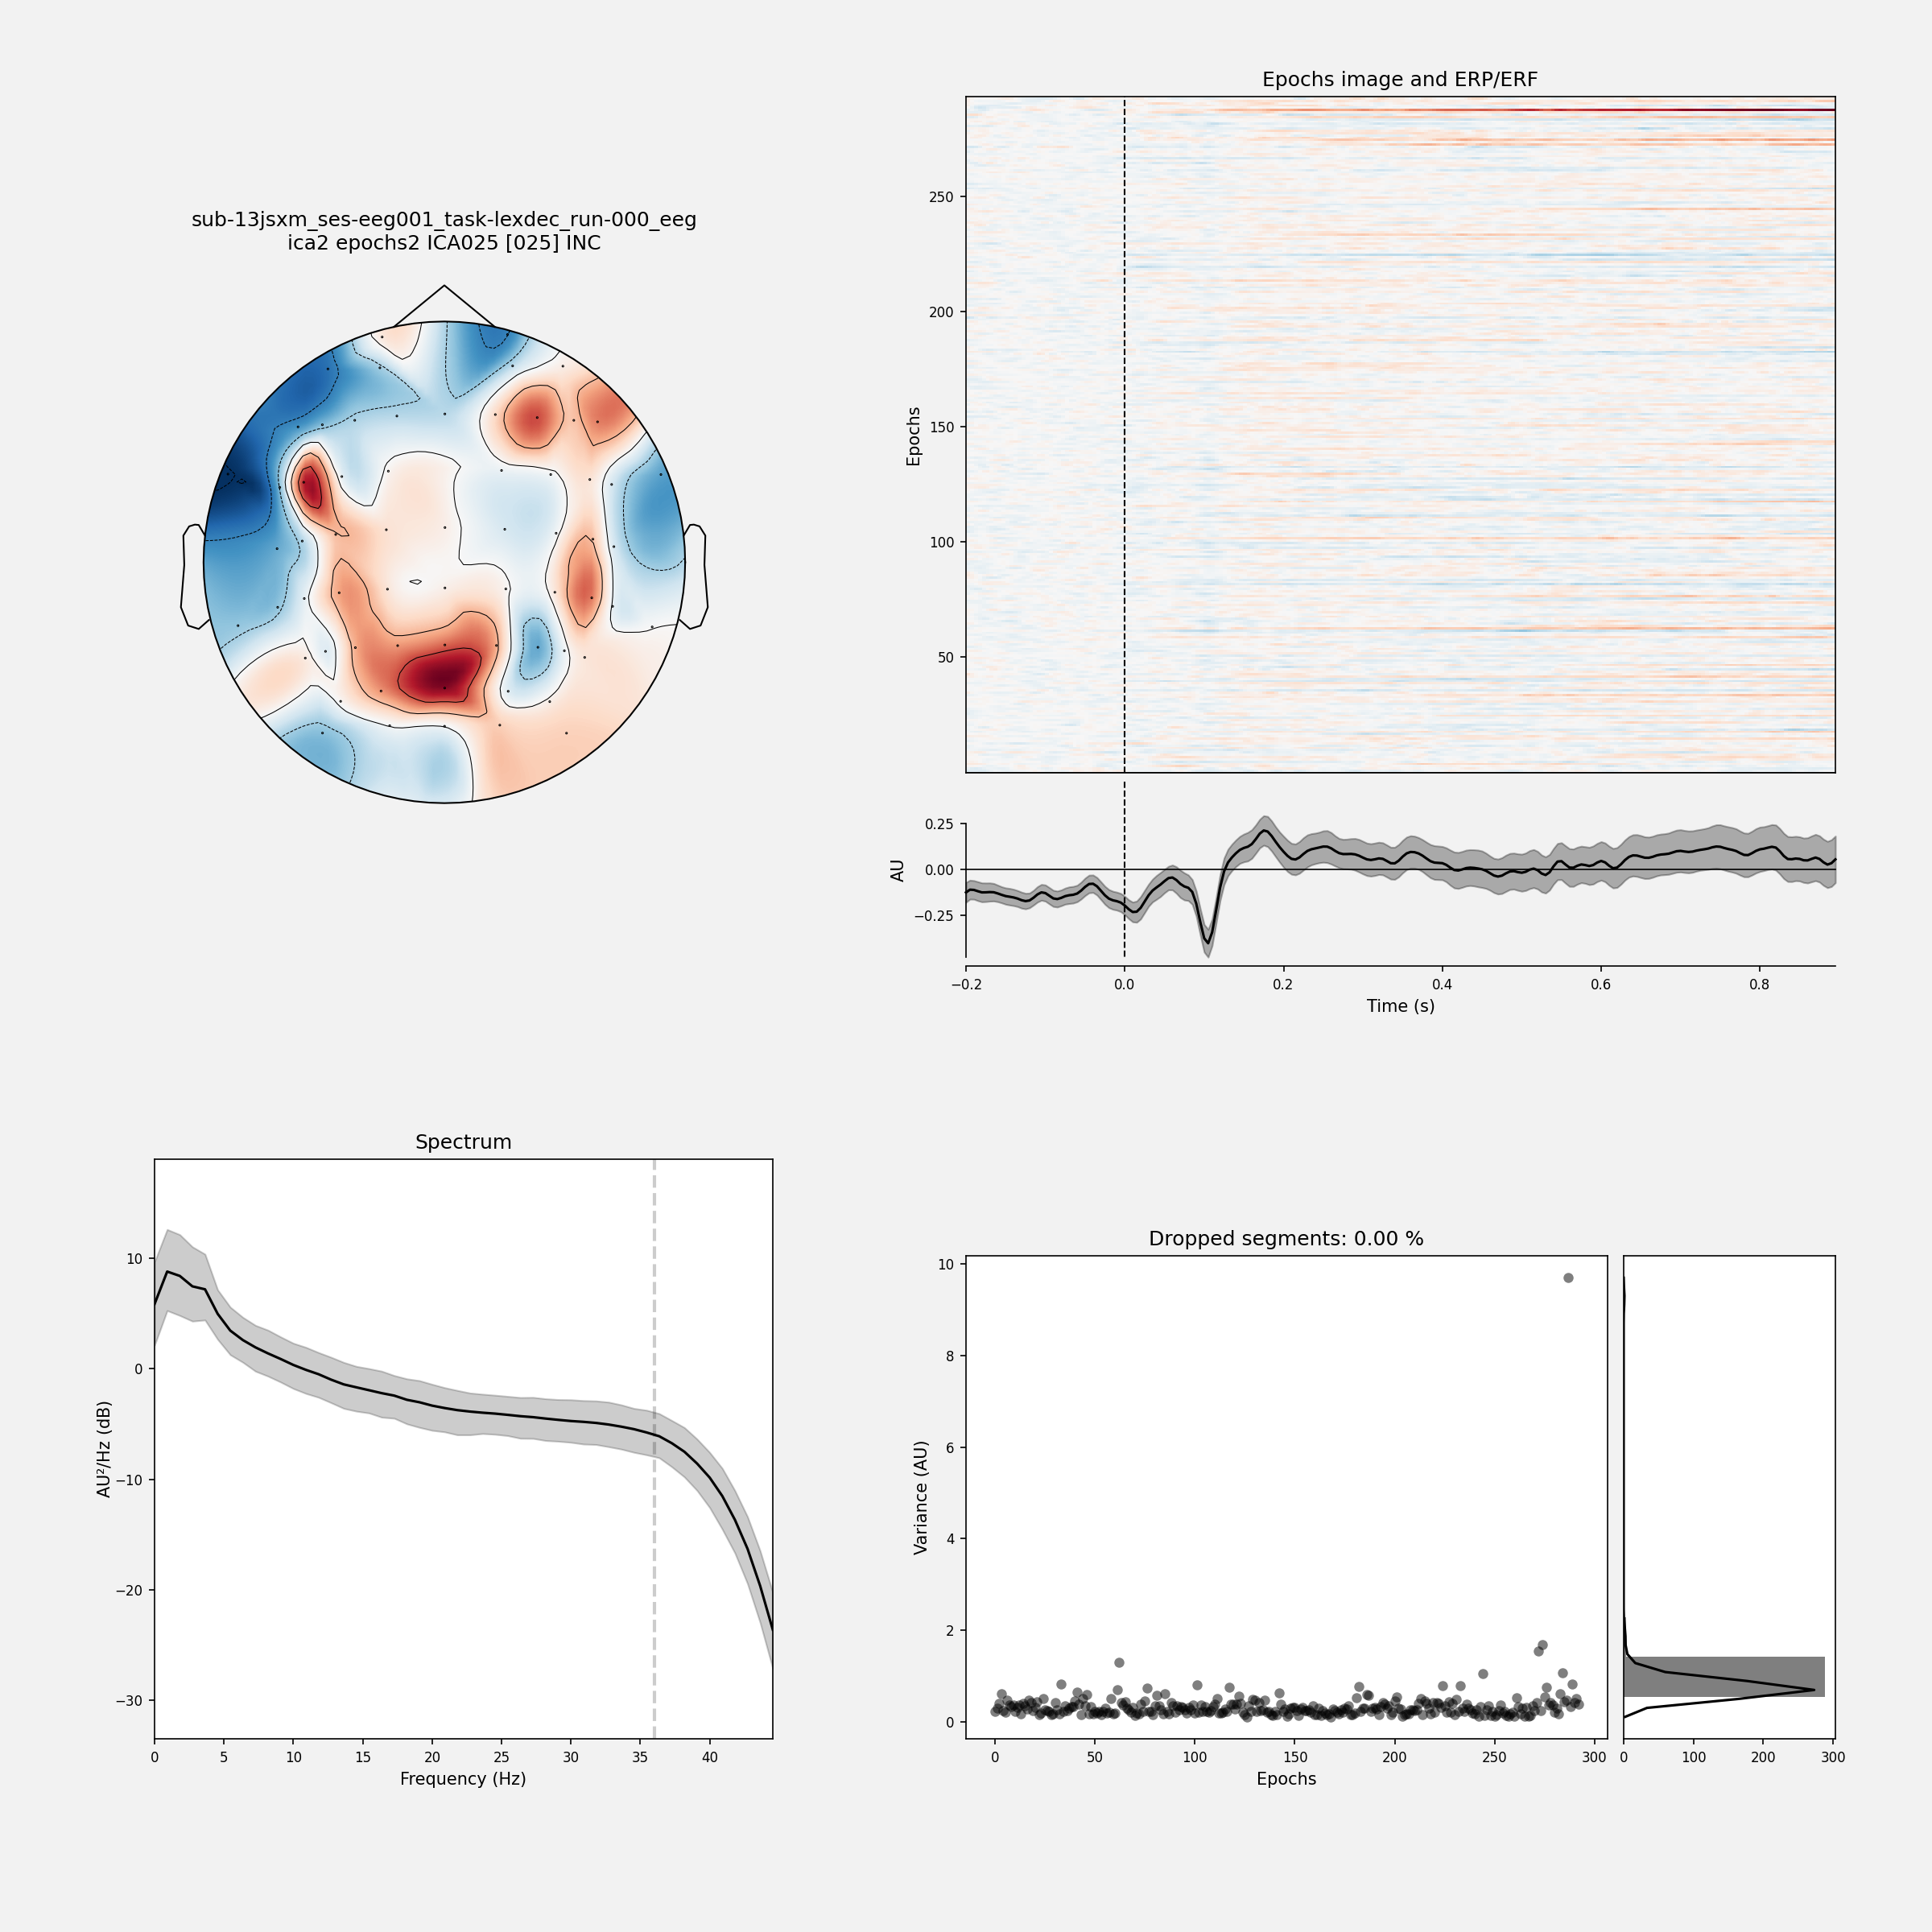 sub-13jsxm_ses-eeg001_task-lexdec_run-000_eeg
ica2 epochs2 ICA025 [025] INC
Epochs image and ERP/ERF
Epochs
250
200
150
100
50
AU
0.25
0.00
−0.25
−0.2 0.0 0.2 0.4 0.6 0.8
Time (s)
Spectrum
AU²/Hz (dB)
10
0
−10
−20
−30
0 5 10 15 20 25 30 35 40
Frequency (Hz)
Dropped segments: 0.00 %
Variance (AU)
10
8
6
4
2
0
0 50 100 150 200 250 300
Epochs
0 100 200 300